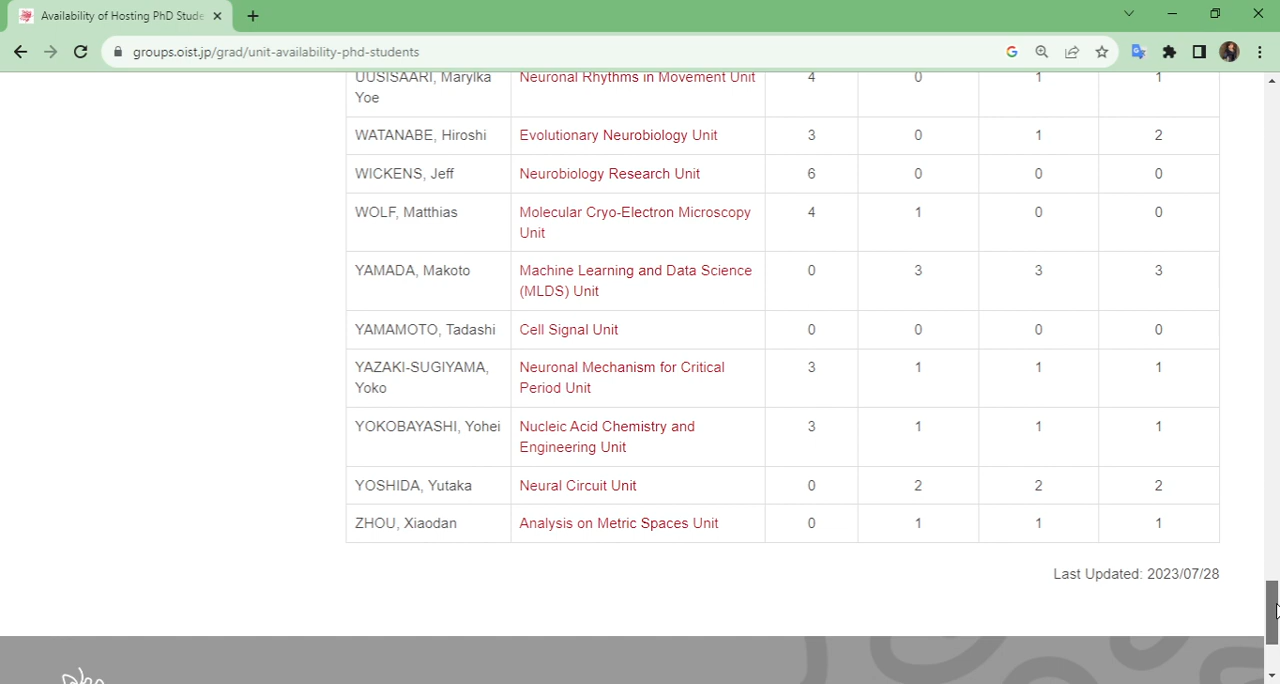 Availability of Hosting PhD Stude
groups.oist.jp/grad/unit-availability-phd-students
UUSISAARI, Marylka Yoe Neuronal Rhythms in Movement Unit 4 0 1 1
WATANABE, Hiroshi Evolutionary Neurobiology Unit 3 0 1 2
WICKENS, Jeff Neurobiology Research Unit 6 0 0 0
WOLF, Matthias Molecular Cryo-Electron Microscopy Unit 4 1 0 0
YAMADA, Makoto Machine Learning and Data Science (MLDS) Unit 0 3 3 3
YAMAMOTO, Tadashi Cell Signal Unit 0 0 0 0
YAZAKI-SUGIYAMA, Yoko Neuronal Mechanism for Critical Period Unit 3 1 1 1
YOKOBAYASHI, Yohei Nucleic Acid Chemistry and Engineering Unit 3 1 1 1
YOSHIDA, Yutaka Neural Circuit Unit 0 2 2 2
ZHOU, Xiaodan Analysis on Metric Spaces Unit 0 1 1 1
Last Updated: 2023/07/28